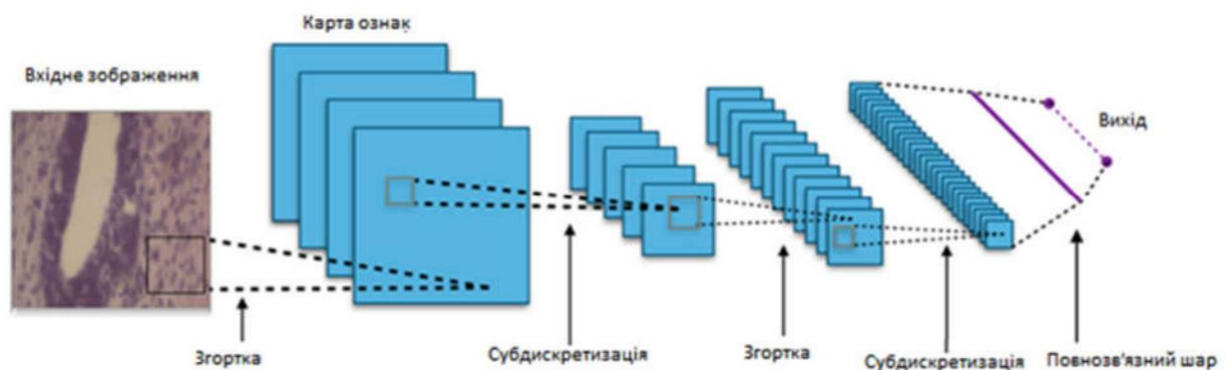 Карта ознак
Вхідне зображення
Вихід
Згортка
Субдискретизація
Згортка
Субдискретизація
Повнозв'язний шар